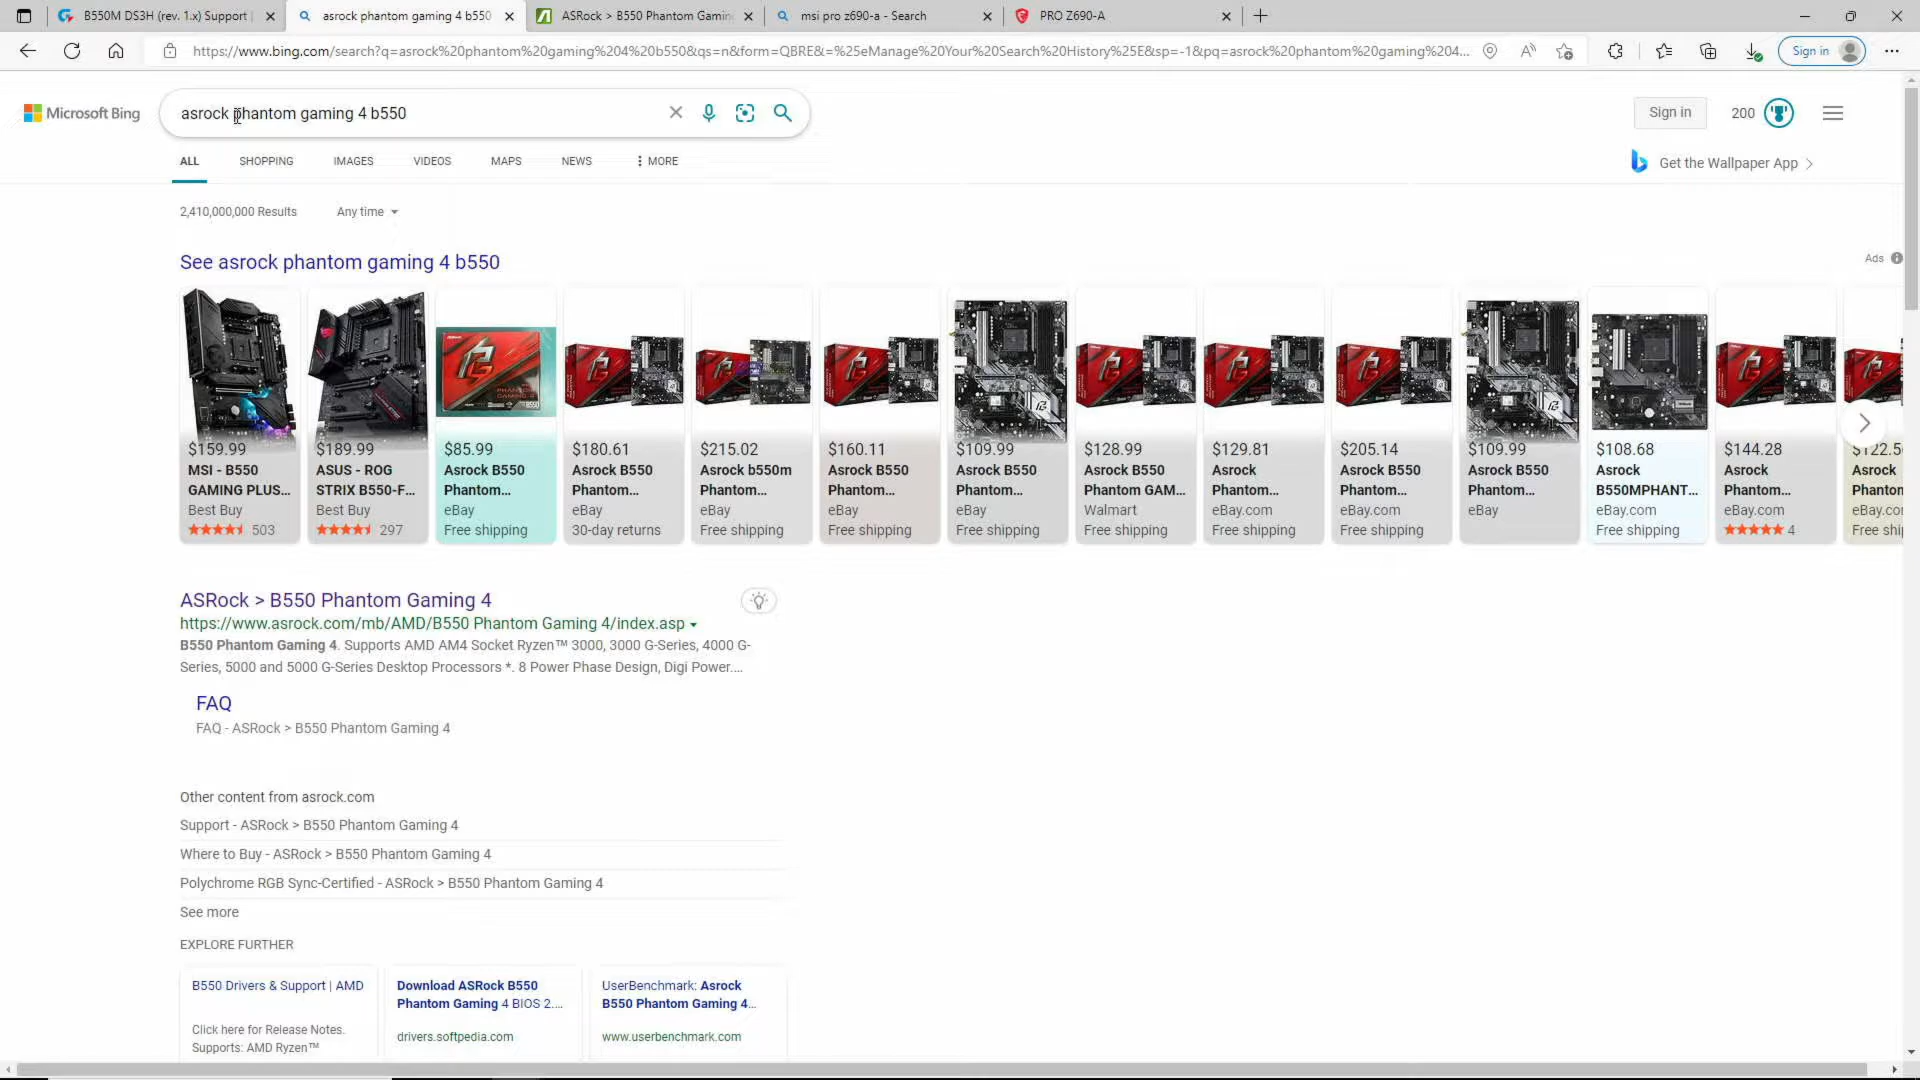 B550M DS3H (rev. 1.x) Support |
asrock phantom gaming 4 b550
ASRock > B550 Phantom Gamin
msi pro z690-a - Search
PRO Z690-A
https://www.bing.com/search?q=asrock%20phantom%20gaming%204%20b550&qs=n&form=QBRE&=%25eManage%20Your%20Search%20History%25E&sp=-1&pq=asrock%20phantom%20gaming%204...
Sign in
Microsoft Bing
asrock phantom gaming 4 b550
Sign in
200
ALL
SHOPPING
IMAGES
VIDEOS
MAPS
NEWS
MORE
Get the Wallpaper App
2,410,000,000 Results
Any time
See asrock phantom gaming 4 b550
Ads
$159.99
MSI - B550
GAMING PLUS...
Best Buy
503
$189.99
ASUS - ROG
STRIX B550-F...
Best Buy
297
$85.99
Asrock B550
Phantom...
eBay
Free shipping
$180.61
Asrock B550
Phantom...
eBay
30-day returns
$215.02
Asrock b550m
Phantom...
eBay
Free shipping
$160.11
Asrock B550
Phantom...
eBay
Free shipping
$109.99
Asrock B550
Phantom...
eBay
Free shipping
$128.99
Asrock B550
Phantom GAM...
Walmart
Free shipping
$129.81
Asrock
Phantom...
eBay.com
Free shipping
$205.14
Asrock B550
Phantom...
eBay.com
Free shipping
$109.99
Asrock B550
Phantom...
eBay
$108.68
Asrock
B550MPHANT...
eBay.com
Free shipping
$144.28
Asrock
Phantom...
eBay.com
4
$122.5
Asrock
Phanton
eBay.co
Free shi
ASRock > B550 Phantom Gaming 4
https://www.asrock.com/mb/AMD/B550 Phantom Gaming 4/index.asp
B550 Phantom Gaming 4. Supports AMD AM4 Socket Ryzen™ 3000, 3000 G-Series, 4000 G-
Series, 5000 and 5000 G-Series Desktop Processors *. 8 Power Phase Design, Digi Power....
FAQ
FAQ - ASRock > B550 Phantom Gaming 4
Other content from asrock.com
Support - ASRock > B550 Phantom Gaming 4
Where to Buy - ASRock > B550 Phantom Gaming 4
Polychrome RGB Sync-Certified - ASRock > B550 Phantom Gaming 4
See more
EXPLORE FURTHER
B550 Drivers & Support | AMD
Click here for Release Notes.
Supports: AMD Ryzen™
Download ASRock B550
Phantom Gaming 4 BIOS 2....
drivers.softpedia.com
UserBenchmark: Asrock
B550 Phantom Gaming 4...
www.userbenchmark.com